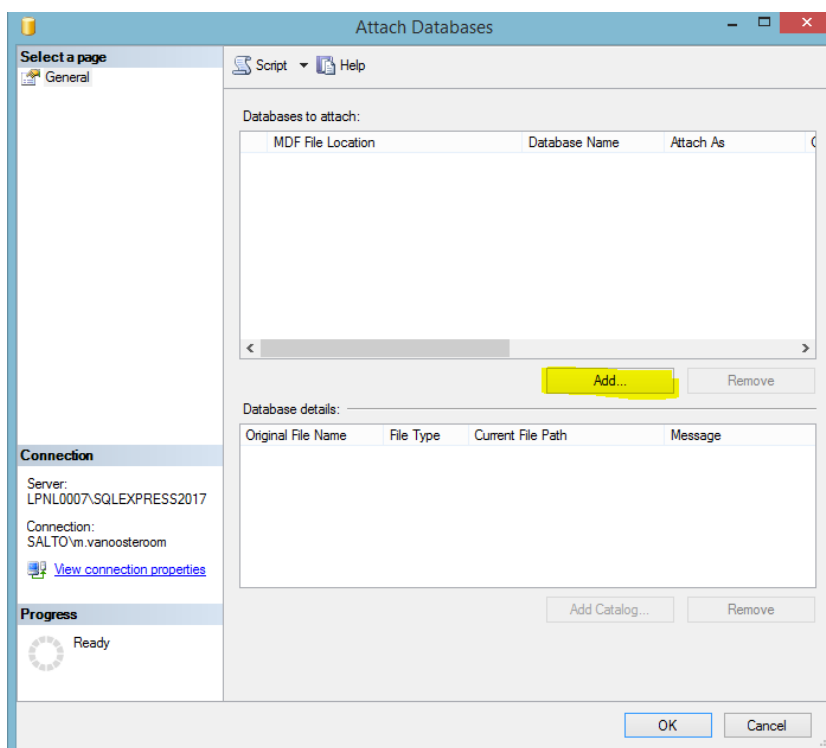 Attach Databases
Select a page
General
Script
Help
Databases to attach:
MDF File Location Database Name Attach As
Add... Remove
Database details:
Original File Name File Type Current File Path Message
Connection
Server:
LPNL0007\SQLEXPRESS2017
Connection:
SALTO\m.vanoosteroom
View connection properties
Add Catalog... Remove
Progress
Ready
OK Cancel